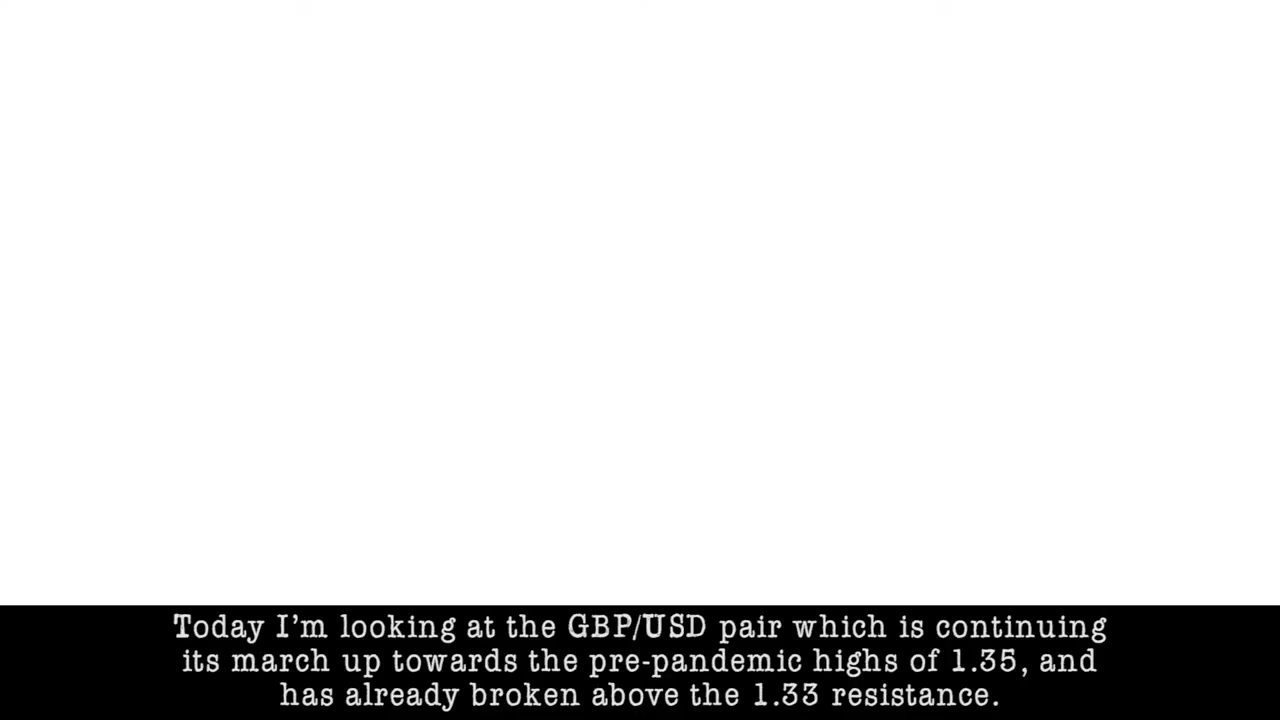 Today I'm looking at the GBP/USD pair which is continuing
its march up towards the pre-pandemic highs of 1.35, and
has already broken above the 1.33 resistance.